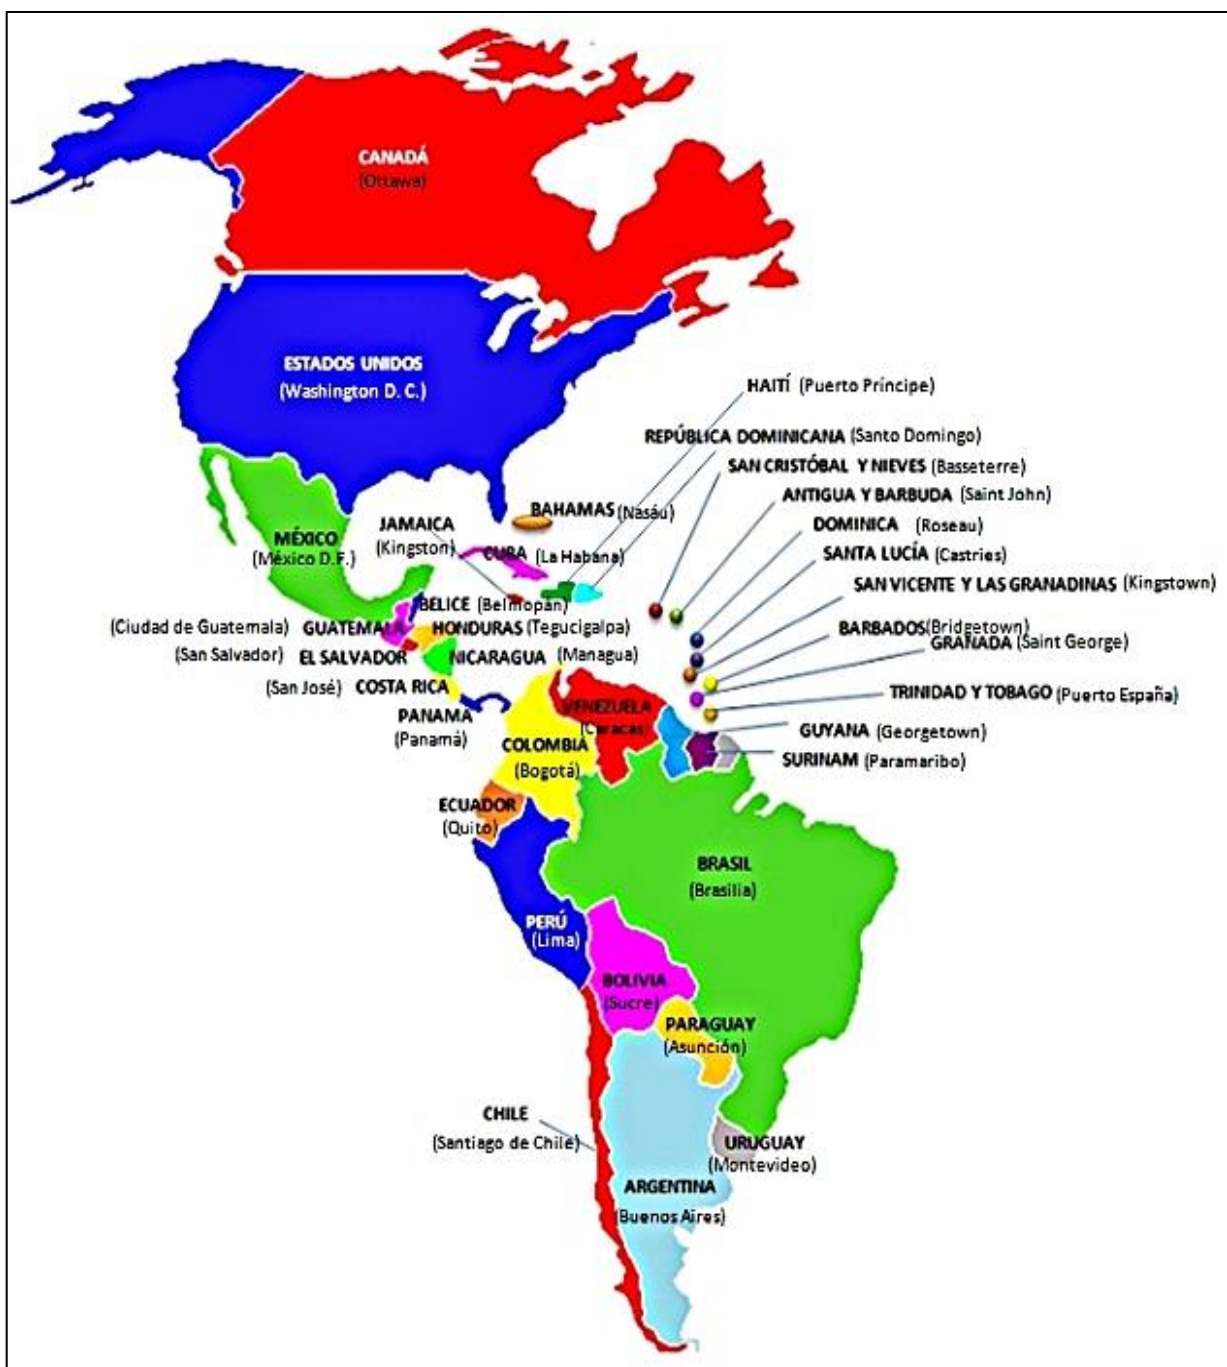 CANADÁ
(Ottawa)
ESTADOS UNIDOS
(Washington D. C.)
HAITÍ (Puerto Príncipe)
REPÚBLICA DOMINICANA (Santo Domingo)
SAN CRISTÓBAL Y NIEVES (Basseterre)
ANTIGUA Y BARBUDA (Saint John)
BAHAMAS (Nasáu)
JAMAICA
(Kingston)
DOMINICA (Roseau)
MÉXICO
(México D.F.)
CUBA (La Habana)
SANTA LUCÍA (Castries)
SAN VICENTE Y LAS GRANADINAS (Kingstown)
BELICE (Belmopán)
(Ciudad de Guatemala) GUATEMALA
HONDURAS (Tegucigalpa)
BARBADOS (Bridgetown)
GRANADA (Saint George)
(San Salvador) EL SALVADOR
NICARAGUA (Managua)
(San José) COSTA RICA
TRINIDAD Y TOBAGO (Puerto España)
PANAMA
(Panamá)
VENEZUELA
(Caracas)
GUYANA (Georgetown)
COLOMBIA
(Bogotá)
SURINAM (Paramaribo)
ECUADOR
(Quito)
BRASIL
(Brasilia)
PERÚ
(Lima)
BOLIVIA
(Sucre)
PARAGUAY
(Asunción)
CHILE
(Santiago de Chile)
URUGUAY
(Montevideo)
ARGENTINA
(Buenos Aires)